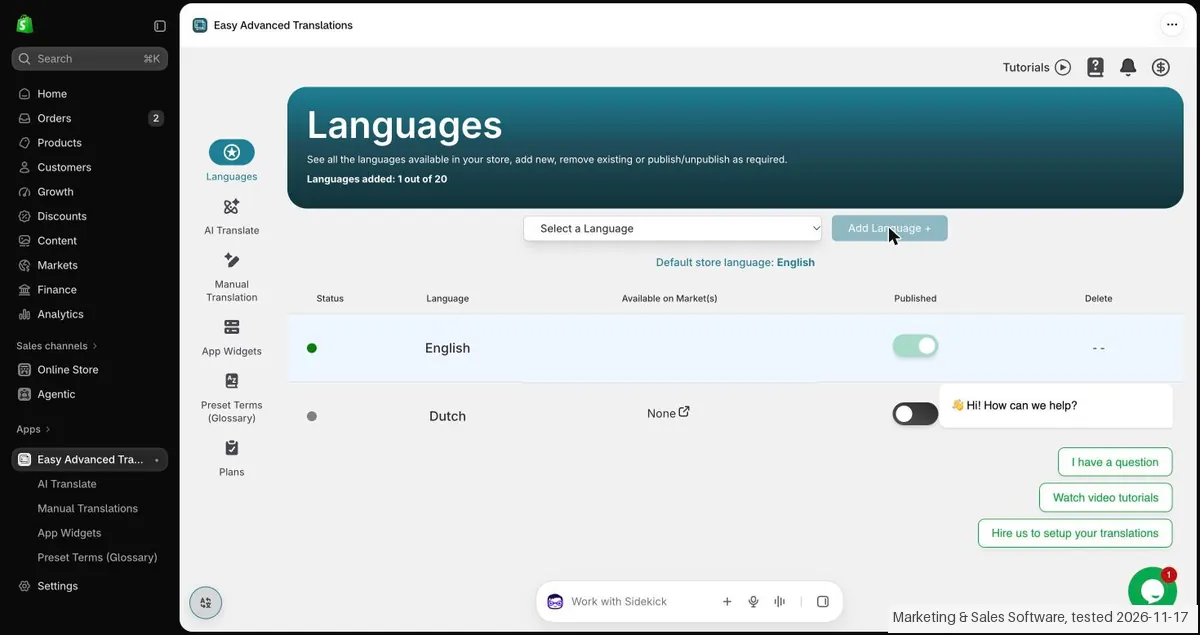 Search ⌘K
Home
Orders 2
Products
Customers
Growth
Discounts
Content
Markets
Finance
Analytics
Sales channels
Online Store
Agentic
Apps
Easy Advanced Tra...
AI Translate
Manual Translations
App Widgets
Preset Terms (Glossary)
Settings
Easy Advanced Translations
Tutorials
Languages
AI Translate
Manual
Translation
App Widgets
Preset Terms
(Glossary)
Plans
Languages
See all the languages available in your store, add new, remove existing or publish/unpublish as required.
Languages added: 1 out of 20
Select a Language
Add Language +
Default store language: English
Status Language Available on Market(s) Published Delete
English - -
Dutch None
👋 Hi! How can we help?
I have a question
Watch video tutorials
Hire us to setup your translations
1
Work with Sidekick
Marketing & Sales Software, tested 2026-11-17